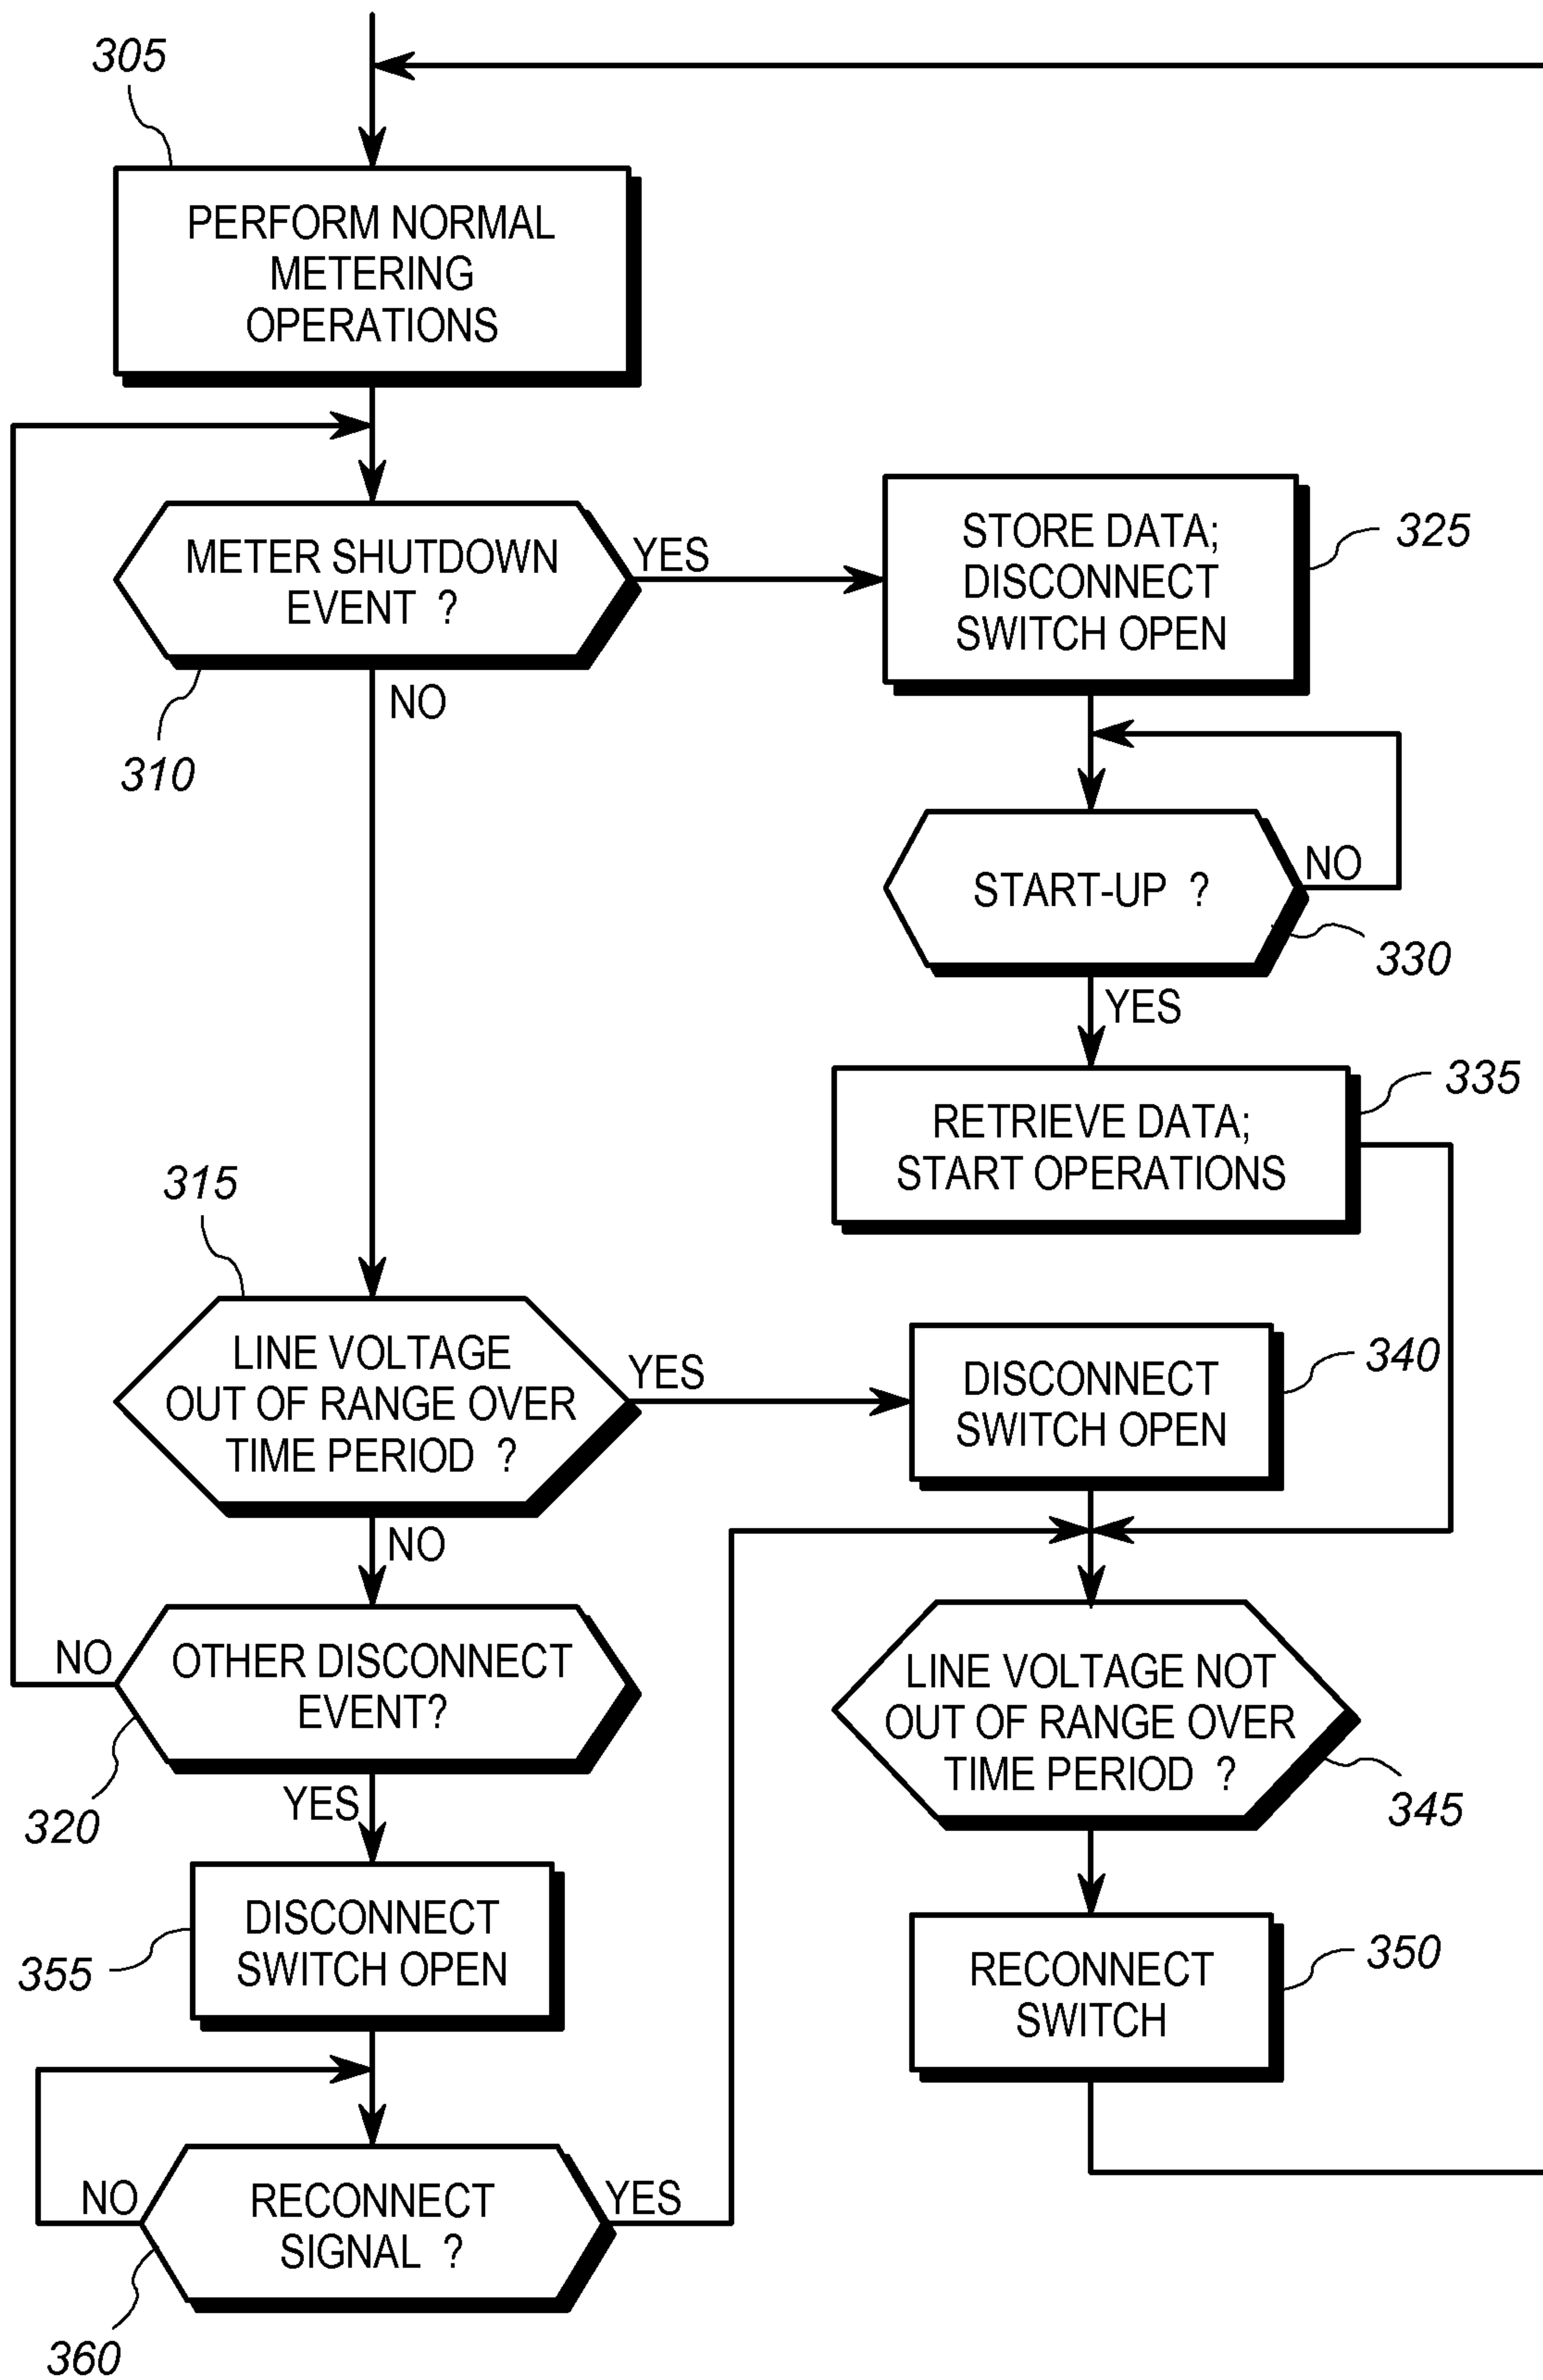 305
PERFORM NORMAL
METERING
OPERATIONS
METER SHUTDOWN
EVENT ?
YES
NO
310
STORE DATA;
DISCONNECT
SWITCH OPEN
325
START-UP ?
NO
330
YES
RETRIEVE DATA;
START OPERATIONS
335
315
LINE VOLTAGE
OUT OF RANGE OVER
TIME PERIOD ?
YES
NO
DISCONNECT
SWITCH OPEN
340
OTHER DISCONNECT
EVENT?
NO
320
YES
LINE VOLTAGE NOT
OUT OF RANGE OVER
TIME PERIOD ?
345
DISCONNECT
SWITCH OPEN
355
RECONNECT
SWITCH
350
RECONNECT
SIGNAL ?
NO
YES
360